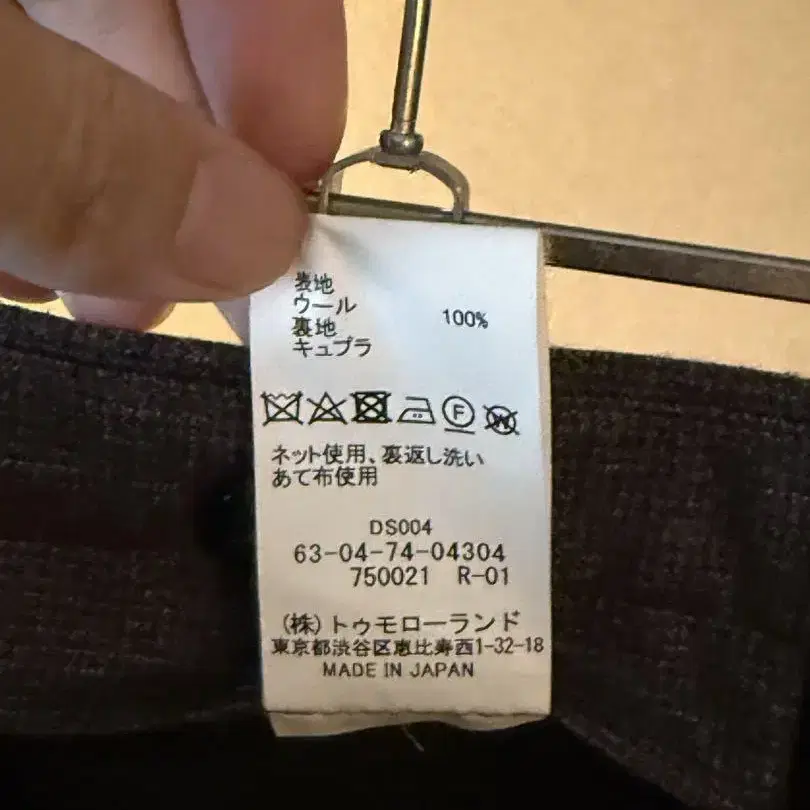 表地
ウール 100%
裏地
キュプラ
F W
ネット使用、裏返し洗い
あて布使用
DS004
63-04-74-04304
750021 R-01
(株)トゥモローランド
東京都渋谷区恵比寿西1-32-18
MADE IN JAPAN